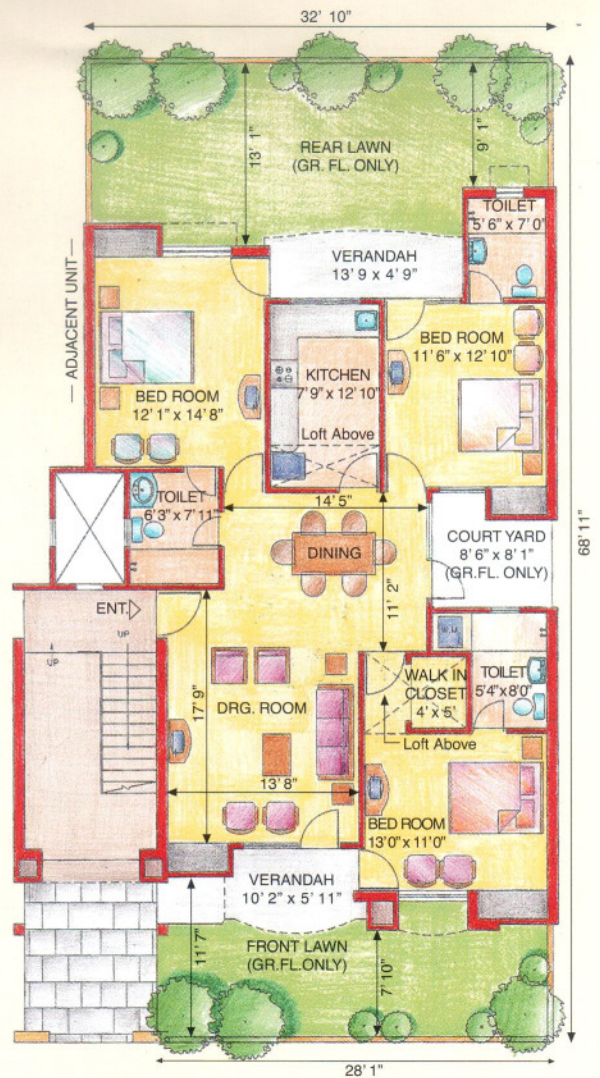 32' 10"
13' 1"
9' 1"
REAR LAWN
(GR. FL. ONLY)
TOILET
5' 6" x 7' 0"
VERANDAH
13' 9 x 4' 9"
ADJACENT UNIT
BED ROOM
11' 6" x 12' 10"
KITCHEN
7' 9" x 12' 10"
BED ROOM
12' 1" x 14' 8"
Loft Above
TOILET
6' 3" x 7' 11"
14' 5"
68' 11"
COURT YARD
8' 6" x 8' 1"
(GR.FL. ONLY)
DINING
11' 2"
ENT.
UP
UP
W.M.
WALK IN
CLOSET
4' x 5'
TOILET
5'4"x8'0"
17' 9"
DRG. ROOM
Loft Above
13' 8"
BED ROOM
13'0" x 11'0"
VERANDAH
10' 2" x 5' 11"
11' 7"
FRONT LAWN
(GR.FL.ONLY)
7' 10"
28' 1"